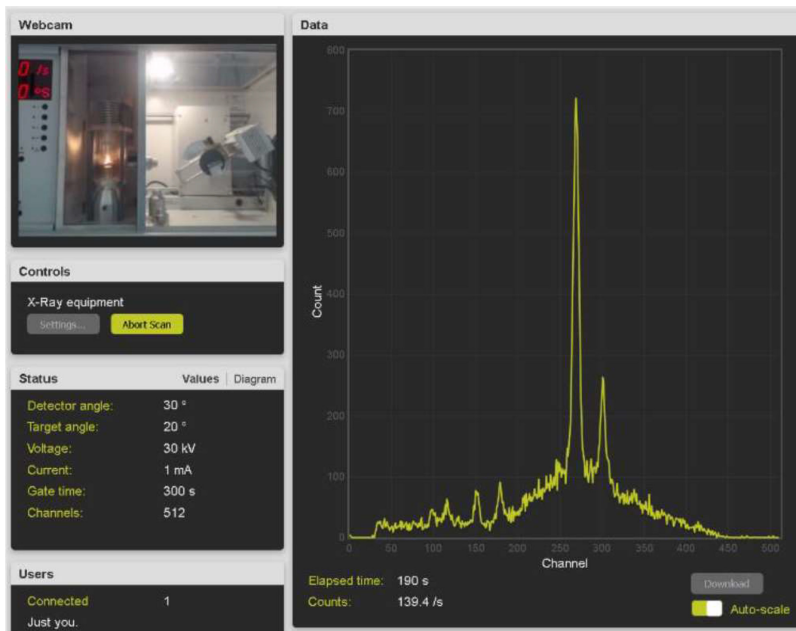 Webcam
0 /s
0 °S
Controls
X-Ray equipment
Settings...
Abort Scan
Status
Values | Diagram
Detector angle: 30 °
Target angle: 20 °
Voltage: 30 kV
Current: 1 mA
Gate time: 300 s
Channels: 512
Users
Connected 1
Just you.
Data
800
700
600
500
400
300
200
100
0
Count
0 50 100 150 200 250 300 350 400 450 500
Channel
Elapsed time: 190 s
Counts: 139.4 /s
Download
Auto-scale